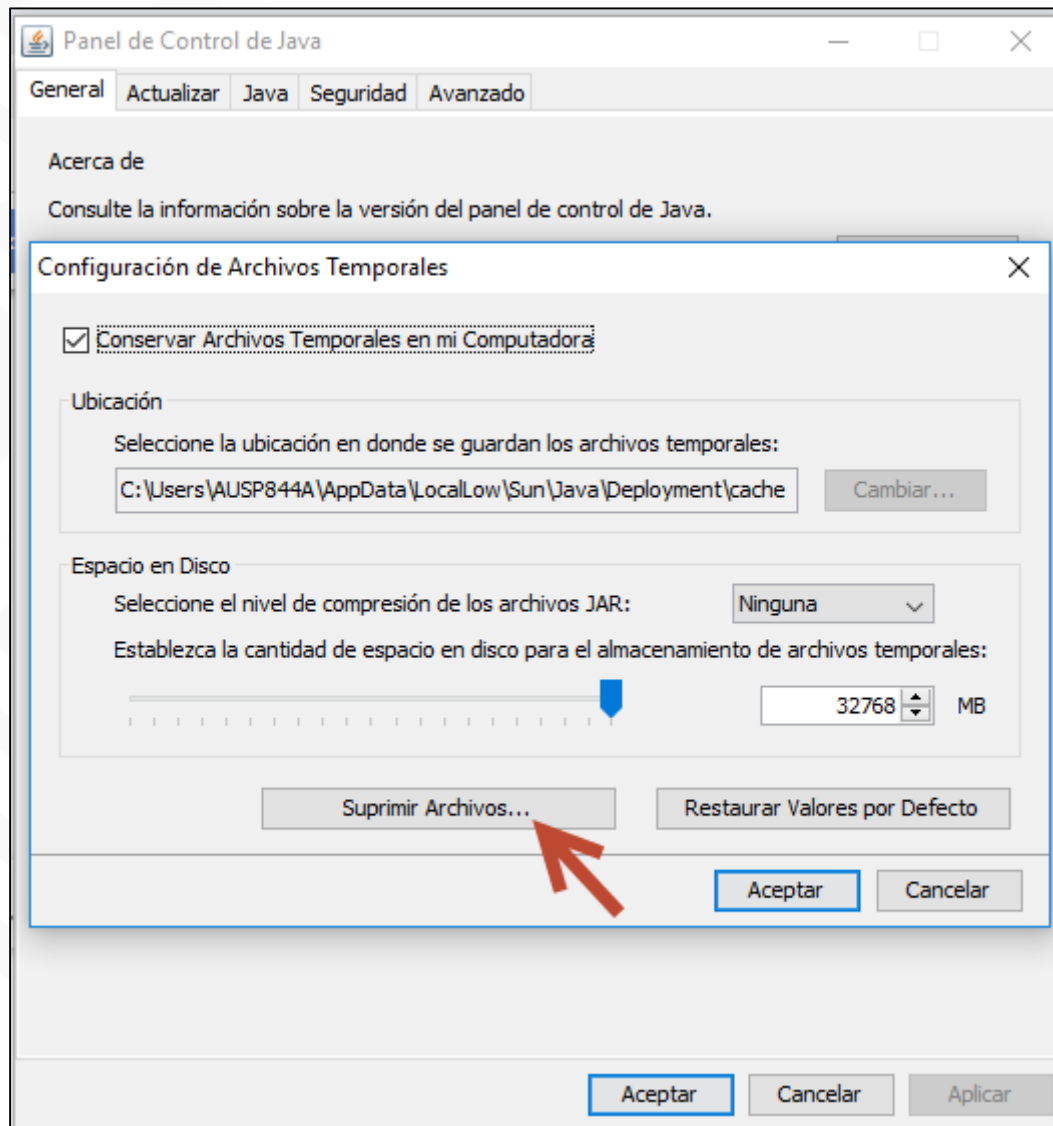 Panel de Control de Java
General Actualizar Java Seguridad Avanzado
Acerca de
Consulte la información sobre la versión del panel de control de Java.
Configuración de Archivos Temporales
Conservar Archivos Temporales en mi Computadora
Ubicación
Seleccione la ubicación en donde se guardan los archivos temporales:
C:\Users\AUSP844A\AppData\LocalLow\Sun\Java\Deployment\cache Cambiar...
Espacio en Disco
Seleccione el nivel de compresión de los archivos JAR: Ninguna
Establezca la cantidad de espacio en disco para el almacenamiento de archivos temporales:
32768 MB
Suprimir Archivos... Restaurar Valores por Defecto
Aceptar Cancelar
Aceptar Cancelar Aplicar